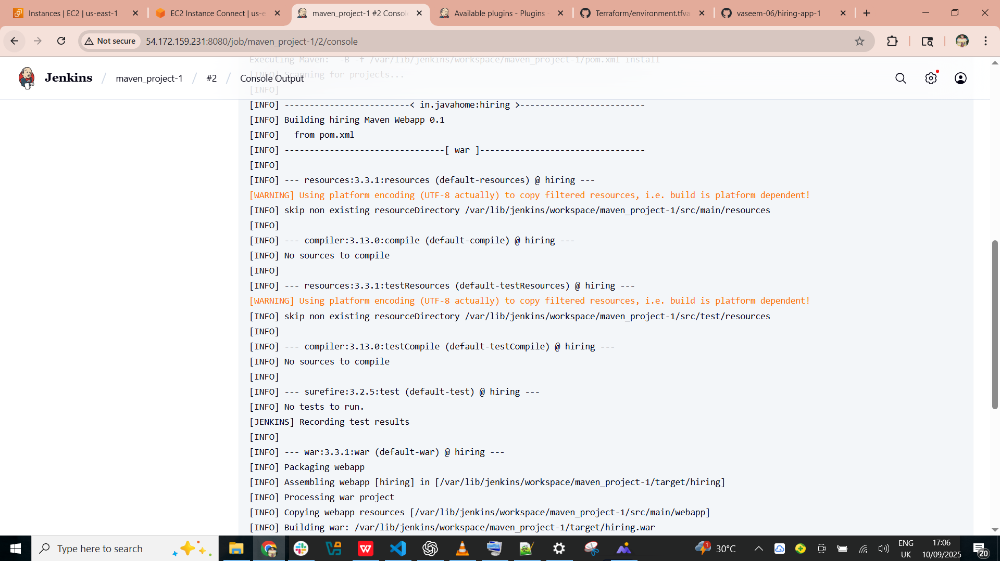 Instances | EC2 | us-east-1
EC2 Instance Connect | us-e
maven_project-1 #2 Consol
Available plugins - Plugins -
Terraform/environment.tfva
vaseem-06/hiring-app-1
Not secure
54.172.159.231:8080/job/maven_project-1/2/console
Executing Maven:  -B -f /var/lib/jenkins/workspace/maven_project-1/pom.xml install
[INFO] Scanning for projects...
Jenkins / maven_project-1 / #2 / Console Output
[INFO]
[INFO] -------------------------< in.javahome:hiring >-------------------------
[INFO] Building hiring Maven Webapp 0.1
[INFO]   from pom.xml
[INFO] --------------------------------[ war ]---------------------------------
[INFO]
[INFO] --- resources:3.3.1:resources (default-resources) @ hiring ---
[WARNING] Using platform encoding (UTF-8 actually) to copy filtered resources, i.e. build is platform dependent!
[INFO] skip non existing resourceDirectory /var/lib/jenkins/workspace/maven_project-1/src/main/resources
[INFO]
[INFO] --- compiler:3.13.0:compile (default-compile) @ hiring ---
[INFO] No sources to compile
[INFO]
[INFO] --- resources:3.3.1:testResources (default-testResources) @ hiring ---
[WARNING] Using platform encoding (UTF-8 actually) to copy filtered resources, i.e. build is platform dependent!
[INFO] skip non existing resourceDirectory /var/lib/jenkins/workspace/maven_project-1/src/test/resources
[INFO]
[INFO] --- compiler:3.13.0:testCompile (default-testCompile) @ hiring ---
[INFO] No sources to compile
[INFO]
[INFO] --- surefire:3.2.5:test (default-test) @ hiring ---
[INFO] No tests to run.
[JENKINS] Recording test results
[INFO]
[INFO] --- war:3.3.1:war (default-war) @ hiring ---
[INFO] Packaging webapp
[INFO] Assembling webapp [hiring] in [/var/lib/jenkins/workspace/maven_project-1/target/hiring]
[INFO] Processing war project
[INFO] Copying webapp resources [/var/lib/jenkins/workspace/maven_project-1/src/main/webapp]
[INFO] Building war: /var/lib/jenkins/workspace/maven_project-1/target/hiring.war
Type here to search
1
30°C
ENG
UK
17:06
10/09/2025
20